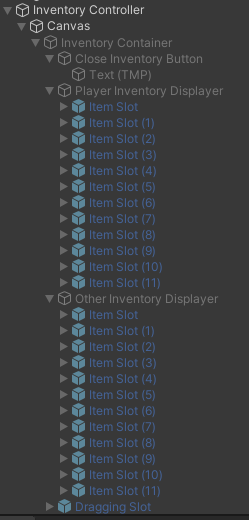 Inventory Controller
Canvas
Inventory Container
Close Inventory Button
Text (TMP)
Player Inventory Displayer
Item Slot
Item Slot (1)
Item Slot (2)
Item Slot (3)
Item Slot (4)
Item Slot (5)
Item Slot (6)
Item Slot (7)
Item Slot (8)
Item Slot (9)
Item Slot (10)
Item Slot (11)
Other Inventory Displayer
Item Slot
Item Slot (1)
Item Slot (2)
Item Slot (3)
Item Slot (4)
Item Slot (5)
Item Slot (6)
Item Slot (7)
Item Slot (8)
Item Slot (9)
Item Slot (10)
Item Slot (11)
Dragging Slot